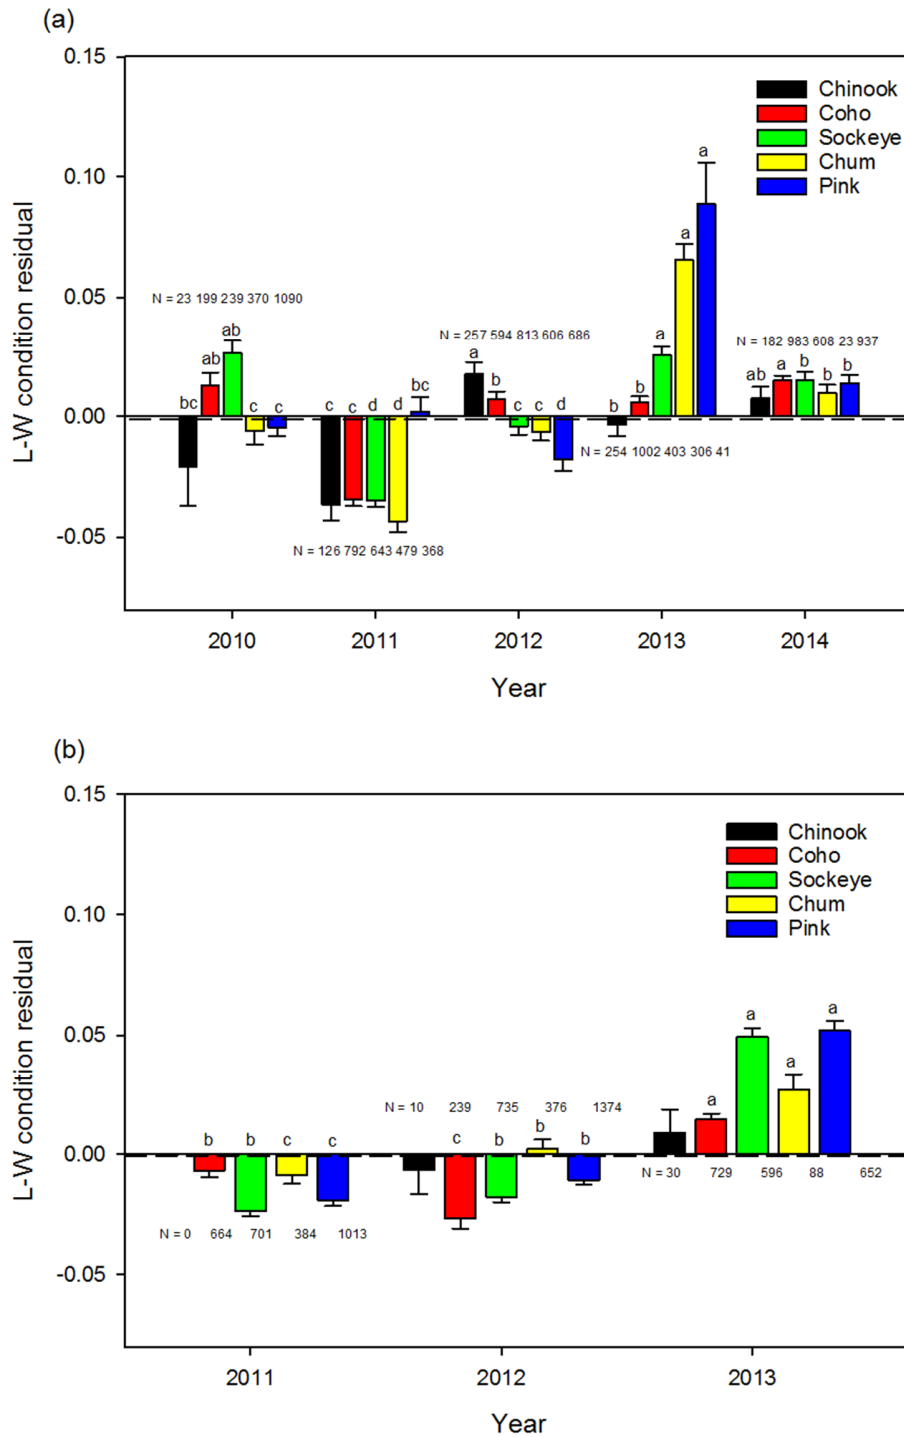 (a)
0.15
Chinook
Coho
Sockeye
Chum
Pink
a
0.10
L-W condition residual
a
0.05
N = 23 199 239 370 1090
N = 257 594 813 606 686
N = 182 983 608 23 937
ab ab a a
bc c c c c d d bc b c c d b b ab a b b b
0.00
N = 254 1002 403 306 41
-0.05
N = 126 792 643 479 368
2010 2011 2012 2013 2014
Year
(b)
0.15
Chinook
Coho
Sockeye
Chum
Pink
0.10
L-W condition residual
0.05
a a
a a
N = 10 239 735 376 1374
b b c c c b b b
0.00
N = 30 729 596 88 652
N = 0 664 701 384 1013
-0.05
2011 2012 2013
Year